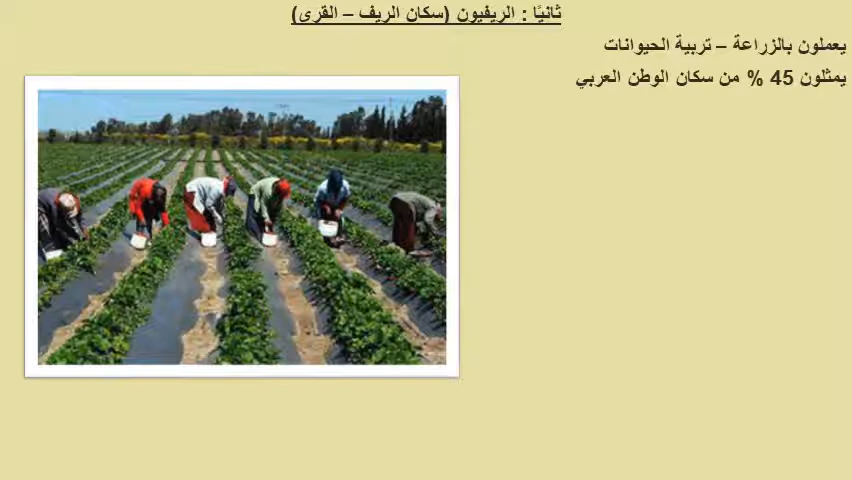 ثانيًا : الريفيون (سكان الريف – القرى)
يعملون بالزراعة – تربية الحيوانات
يمثلون 45 % من سكان الوطن العربي